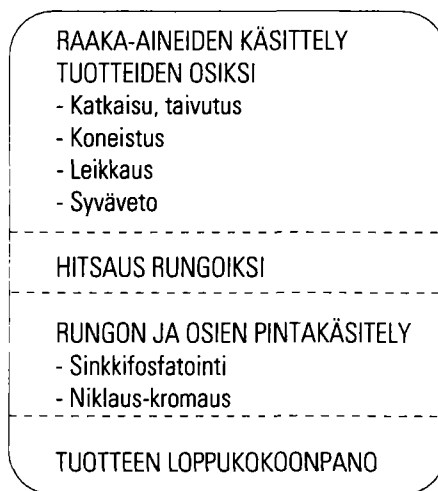 RAAKA-AINEIDEN KÄSITTELY
TUOTTEIDEN OSIKSI
- Katkaisu, taivutus
- Koneistus
- Leikkaus
- Syväveto
HITSAUS RUNGOIKSI
RUNGON JA OSIEN PINTAKÄSITELY
- Sinkkifosfatointi
- Niklaus-kromaus
TUOTTEEN LOPPUKOKOONPANO